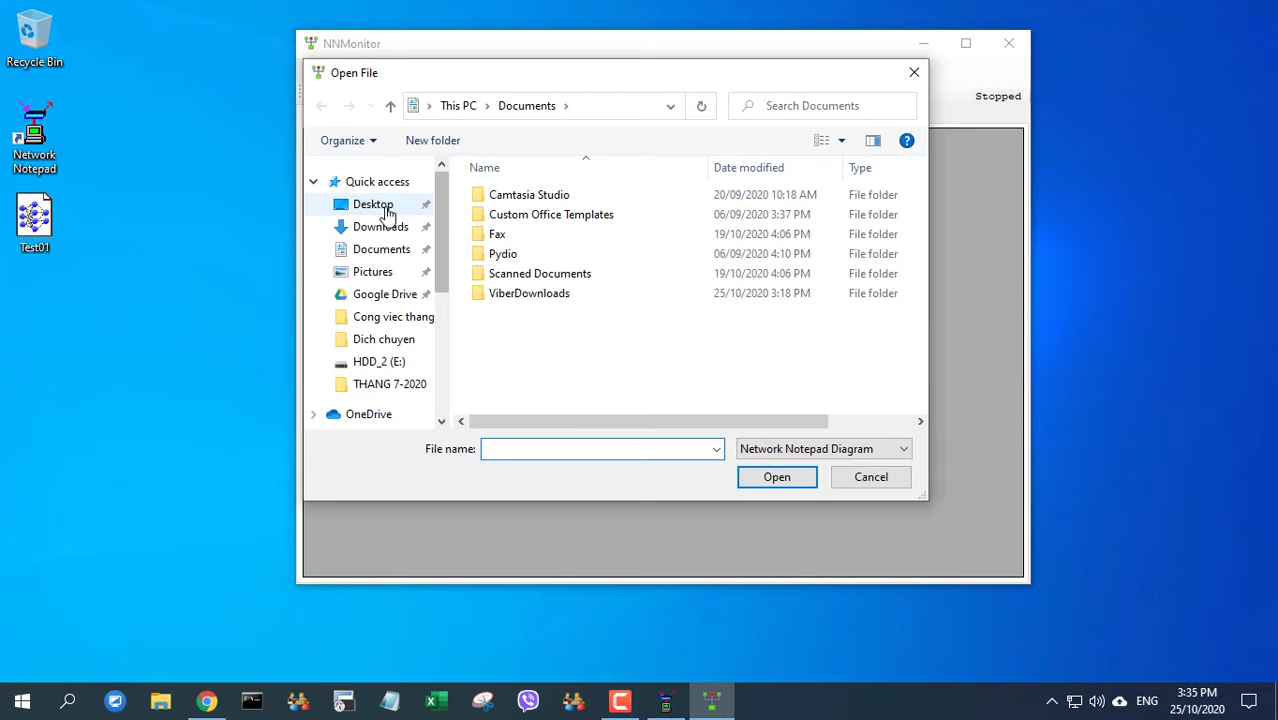 Recycle Bin
Network
Notepad
Test01
NNMonitor
Stopped
Open File
This PC
Documents
Search Documents
Organize
New folder
Quick access
Desktop
Downloads
Documents
Pictures
Google Drive
Cong viec thang
Dich chuyen
HDD_2 (E:)
THANG 7-2020
OneDrive
Name
Date modified
Type
Camtasia Studio
20/09/2020 10:18 AM
File folder
Custom Office Templates
06/09/2020 3:37 PM
File folder
Fax
19/10/2020 4:06 PM
File folder
Pydio
06/09/2020 4:10 PM
File folder
Scanned Documents
19/10/2020 4:06 PM
File folder
ViberDownloads
25/10/2020 3:18 PM
File folder
File name:
Network Notepad Diagram
Open
Cancel
ENG
3:35 PM
25/10/2020